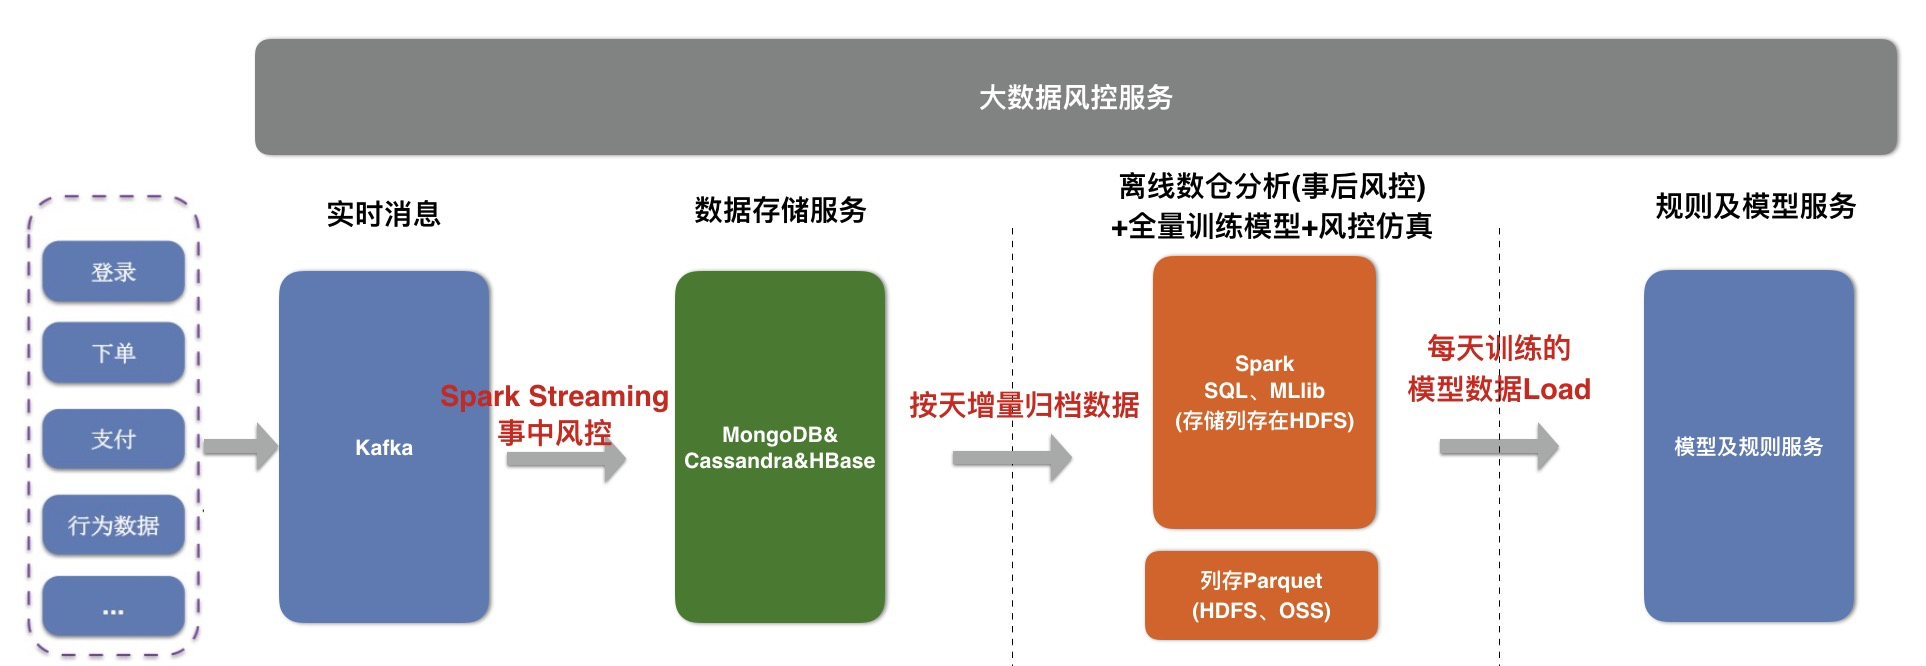 大数据风控服务
登录
下单
支付
行为数据
...
实时消息
Kafka
Spark Streaming
事中风控
数据存储服务
MongoDB&
Cassandra&HBase
按天增量归档数据
离线数仓分析(事后风控)
+全量训练模型+风控仿真
Spark
SQL、MLlib
(存储列存在HDFS)
列存Parquet
(HDFS、OSS)
每天训练的
模型数据Load
规则及模型服务
模型及规则服务